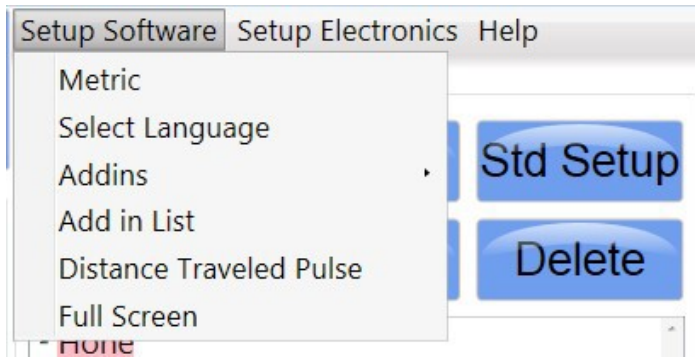 Setup Software Setup Electronics Help
Metric
Select Language
Addins
Std Setup
Add in List
Distance Traveled Pulse
Delete
Full Screen